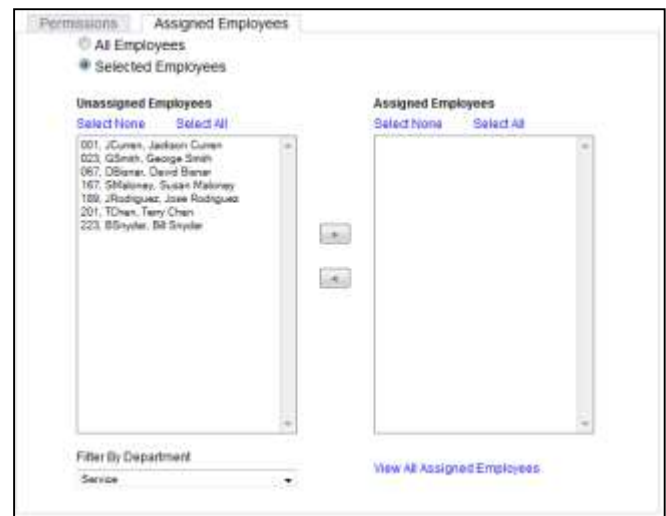 Permissions Assigned Employees
All Employees
Selected Employees
Unassigned Employees Assigned Employees
Select None Select All Select None Select All
001, JCurren, Jackson Curren
023, GSmith, George Smith
067, DBisner, David Bisner
167, SMaloney, Susan Maloney
189, JRodriguez, Jose Rodriguez
201, TChen, Terry Chen
223, BSnyder, Bill Snyder
Filter By Department
View All Assigned Employees
Service